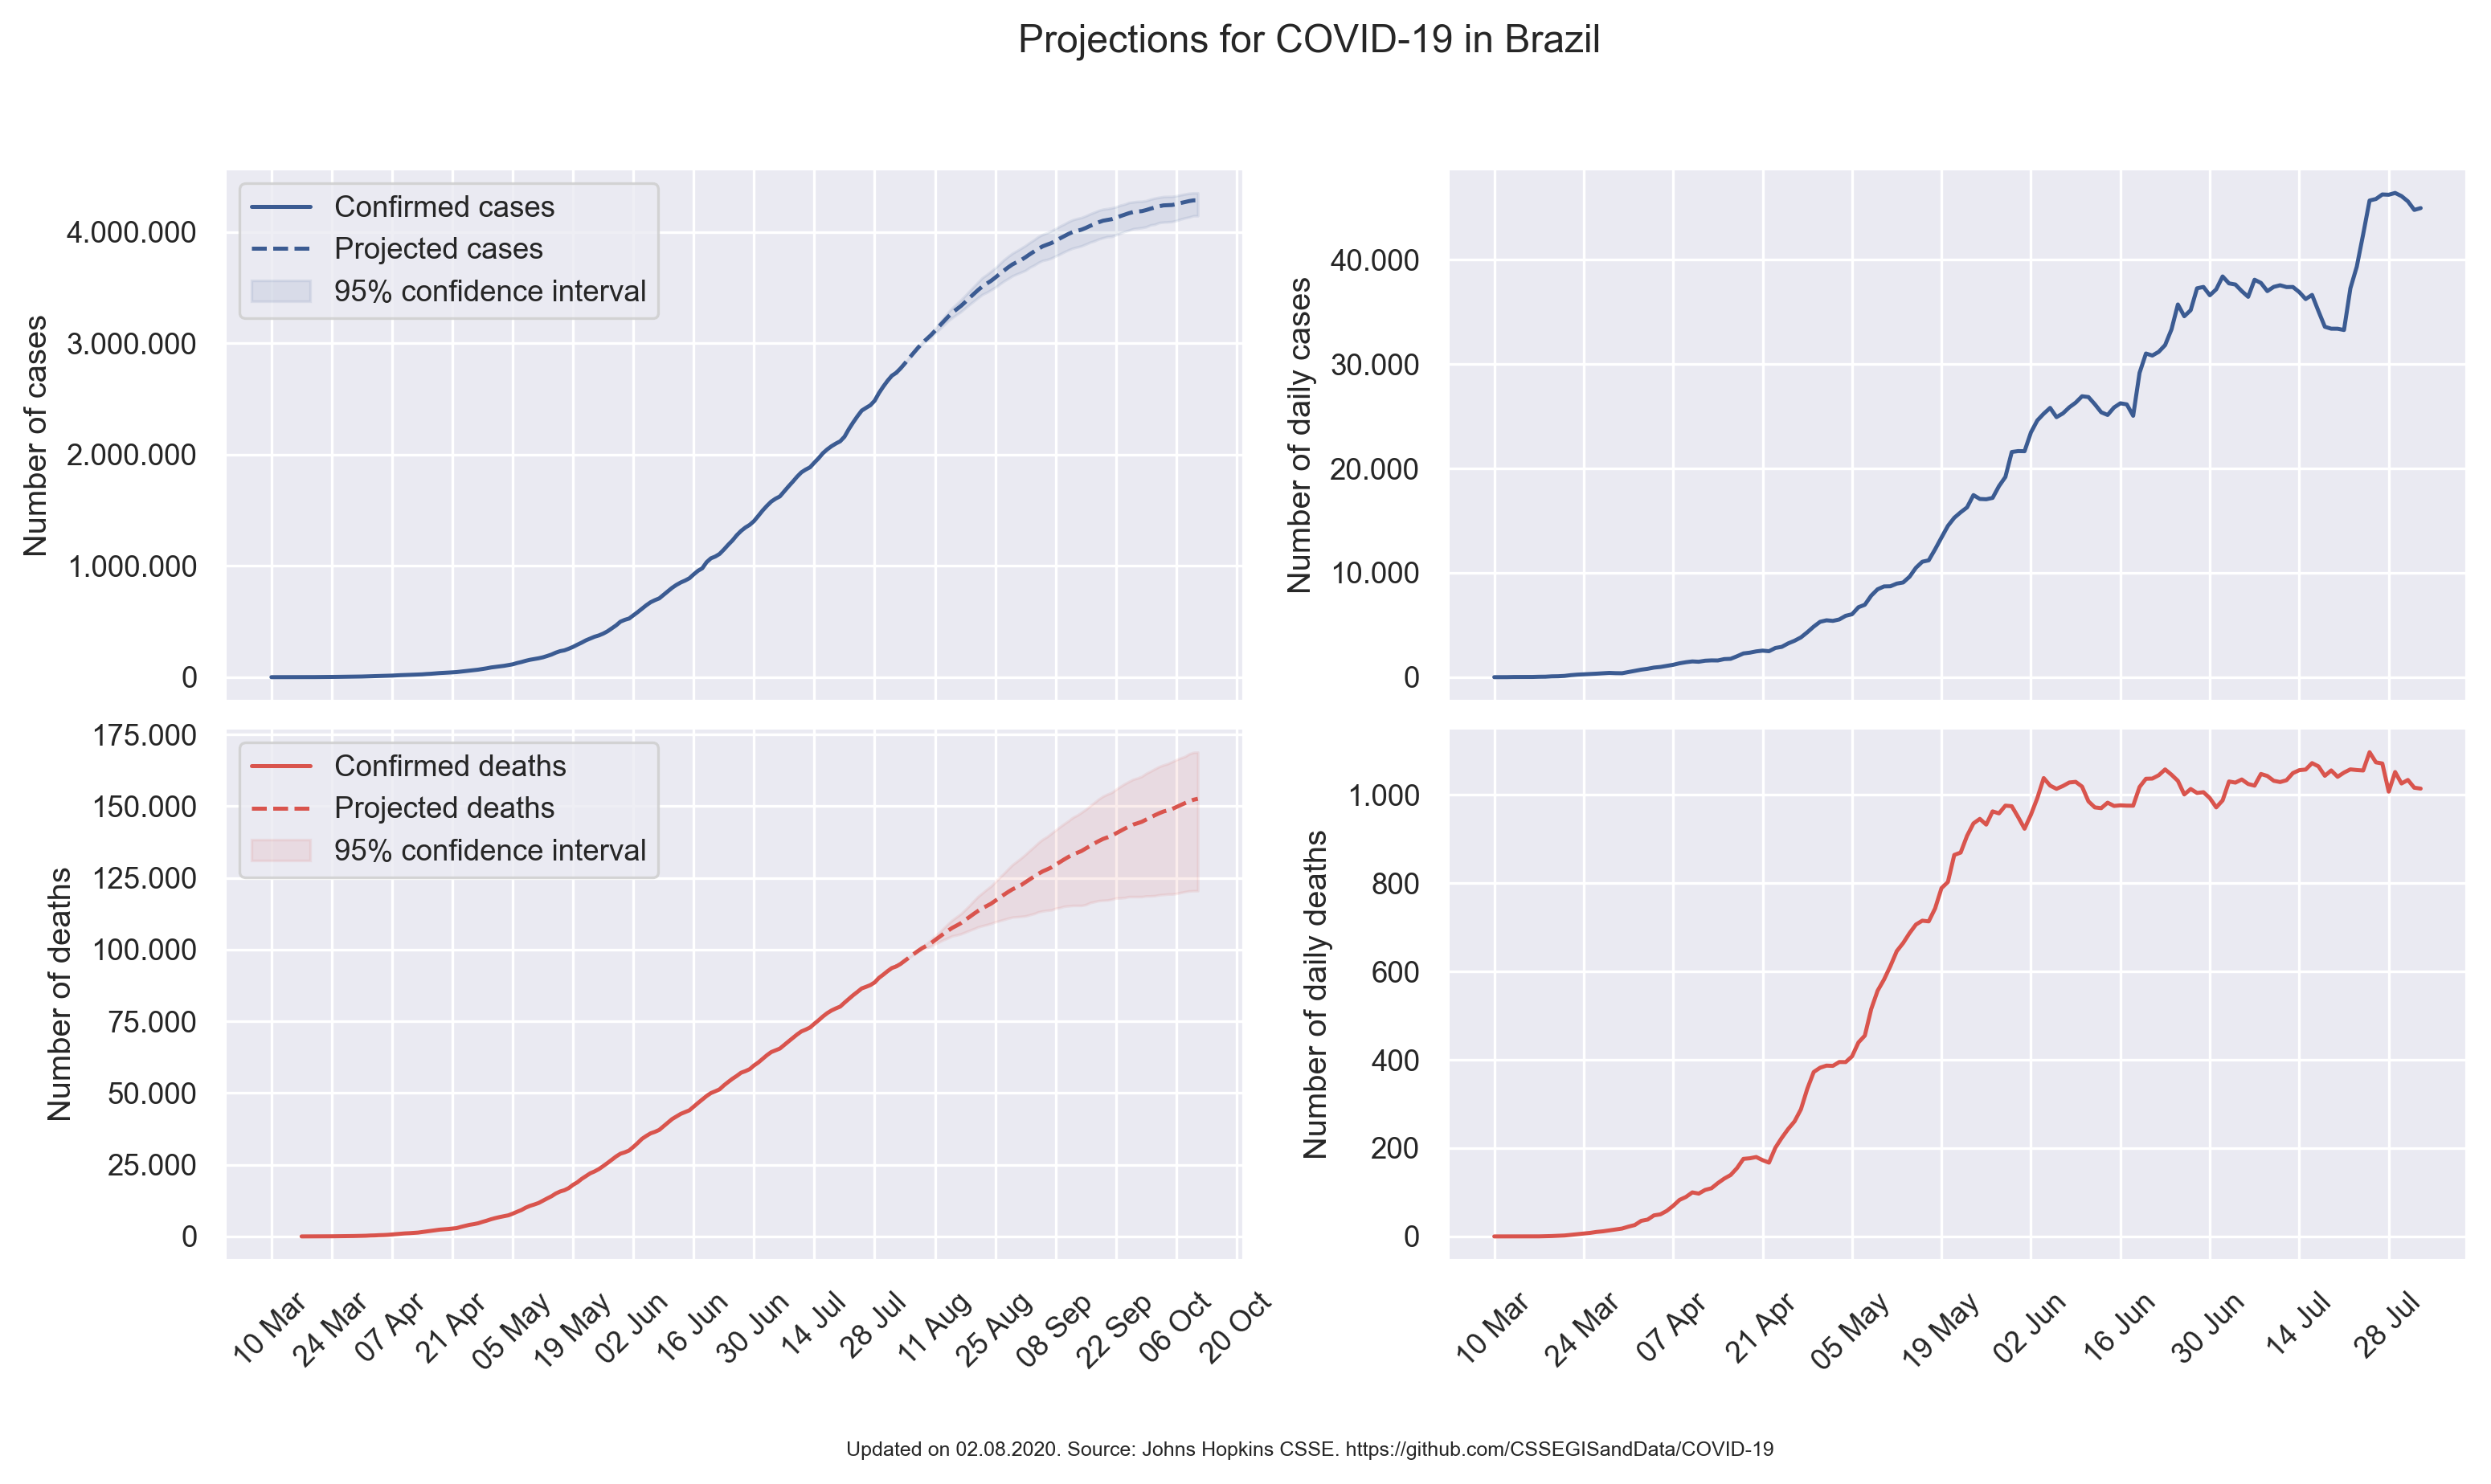 Projections for COVID-19 in Brazil
Number of cases
4.000.000
3.000.000
2.000.000
1.000.000
0
Confirmed cases
Projected cases
95% confidence interval
Number of daily cases
40.000
30.000
20.000
10.000
0
Number of deaths
175.000
150.000
125.000
100.000
75.000
50.000
25.000
0
Confirmed deaths
Projected deaths
95% confidence interval
10 Mar
24 Mar
07 Apr
21 Apr
05 May
19 May
02 Jun
16 Jun
30 Jun
14 Jul
28 Jul
11 Aug
25 Aug
08 Sep
22 Sep
06 Oct
20 Oct
Number of daily deaths
1.000
800
600
400
200
0
10 Mar
24 Mar
07 Apr
21 Apr
05 May
19 May
02 Jun
16 Jun
30 Jun
14 Jul
28 Jul
Updated on 02.08.2020. Source: Johns Hopkins CSSE. https://github.com/CSSEGISandData/COVID-19